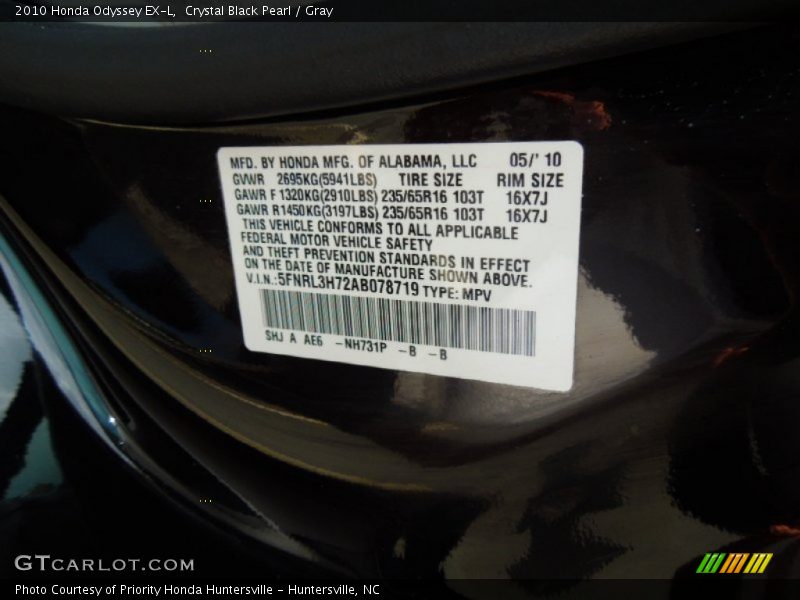 2010 Honda Odyssey EX-L,  Crystal Black Pearl / Gray
MFD. BY HONDA MFG. OF ALABAMA, LLC 05/'10
GVWR 2695KG(5941LBS) TIRE SIZE RIM SIZE
GAWR F 1320KG(2910LBS) 235/65R16 103T 16X7J
GAWR R1450KG(3197LBS) 235/65R16 103T 16X7J
THIS VEHICLE CONFORMS TO ALL APPLICABLE
FEDERAL MOTOR VEHICLE SAFETY
AND THEFT PREVENTION STANDARDS IN EFFECT
ON THE DATE OF MANUFACTURE SHOWN ABOVE.
V.I.N.:5FNRL3H72AB078719 TYPE: MPV
SHJ A AE6 -NH731P -B -B
GTCARLOT.COM
Photo Courtesy of Priority Honda Huntersville - Huntersville, NC